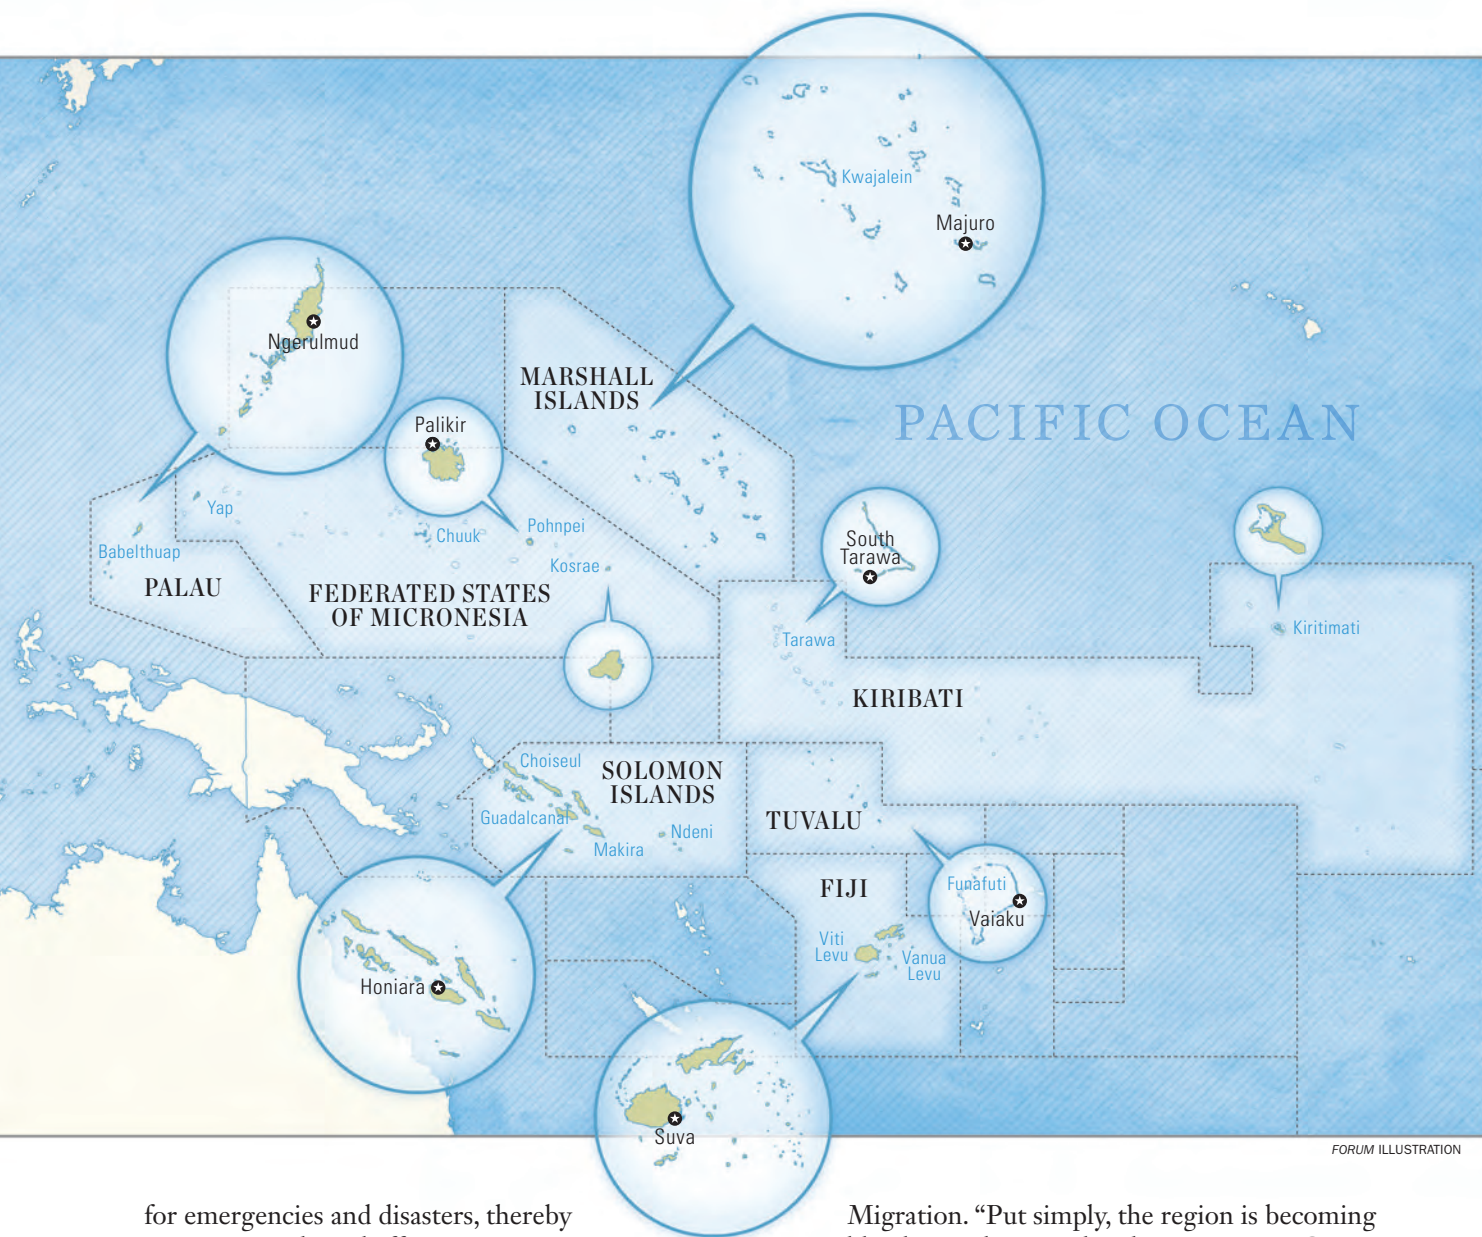 Kwajalein
Majuro
Ngerulmud
MARSHALL
ISLANDS
PACIFIC OCEAN
Palikir
Yap
Chuuk
Pohnpei
Kosrae
Babelthuap
PALAU
FEDERATED STATES
OF MICRONESIA
South
Tarawa
Tarawa
Kiritimati
KIRIBATI
Choiseul
SOLOMON
ISLANDS
Guadalcanal
Makira
Ndeni
TUVALU
FIJI
Funafuti
Vaiaku
Viti
Levu
Vanua
Levu
Honiara
Suva
FORUM ILLUSTRATION
for emergencies and disasters, thereby
Migration. “Put simply, the region is becoming